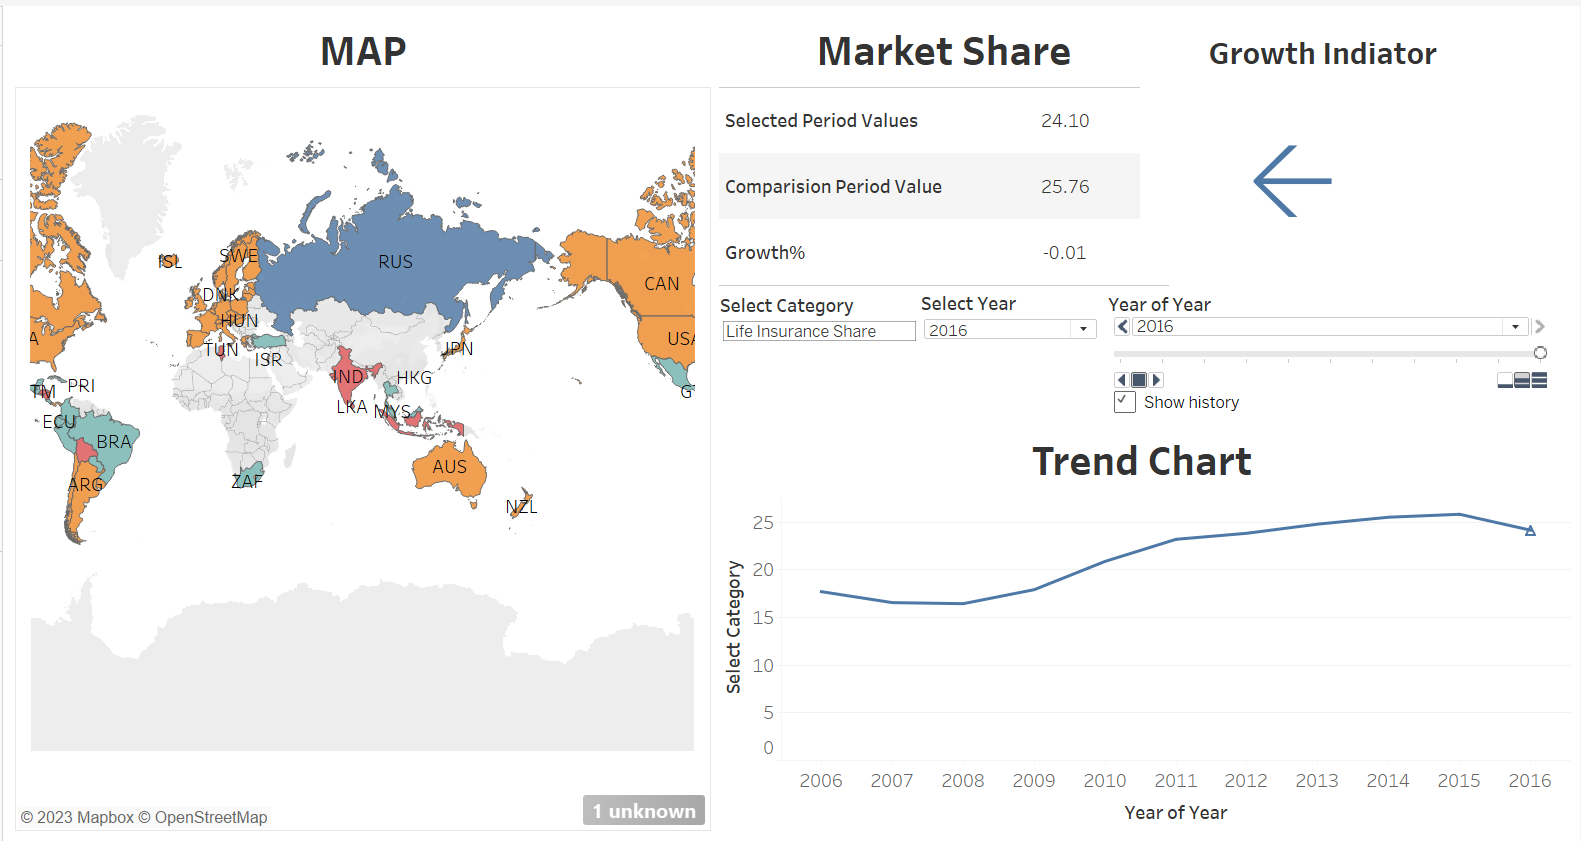 MAP
Market Share
Growth Indiator
Selected Period Values 24.10
Comparision Period Value 25.76
Growth% -0.01
Select Category
Life Insurance Share
Select Year
2016
Year of Year
2016
Show history
ISL
SWE
RUS
CAN
DNK
HUN
USA
A
TUN
ISR
JPN
IND
HKG
TM
PRI
G
LKA
MYS
ECU
BRA
AUS
ZAF
ARG
NZL
1 unknown
© 2023 Mapbox © OpenStreetMap
Trend Chart
Select Category
25
20
15
10
5
0
2006 2007 2008 2009 2010 2011 2012 2013 2014 2015 2016
Year of Year